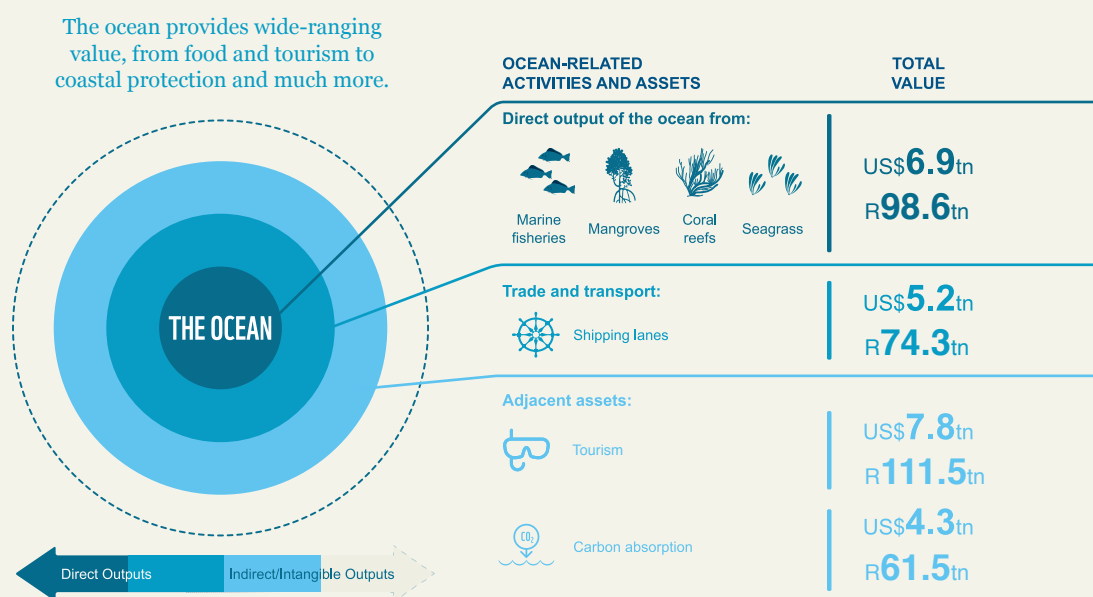 The ocean provides wide-ranging
value, from food and tourism to
coastal protection and much more.
THE OCEAN
Direct Outputs
Indirect/Intangible Outputs
OCEAN-RELATED
ACTIVITIES AND ASSETS
TOTAL
VALUE
Direct output of the ocean from:
Marine
fisheries
Mangroves
Coral
reefs
Seagrass
US$6.9tn
R98.6tn
Trade and transport:
Shipping lanes
US$5.2tn
R74.3tn
Adjacent assets:
Tourism
US$7.8tn
R111.5tn
CO₂
Carbon absorption
US$4.3tn
R61.5tn